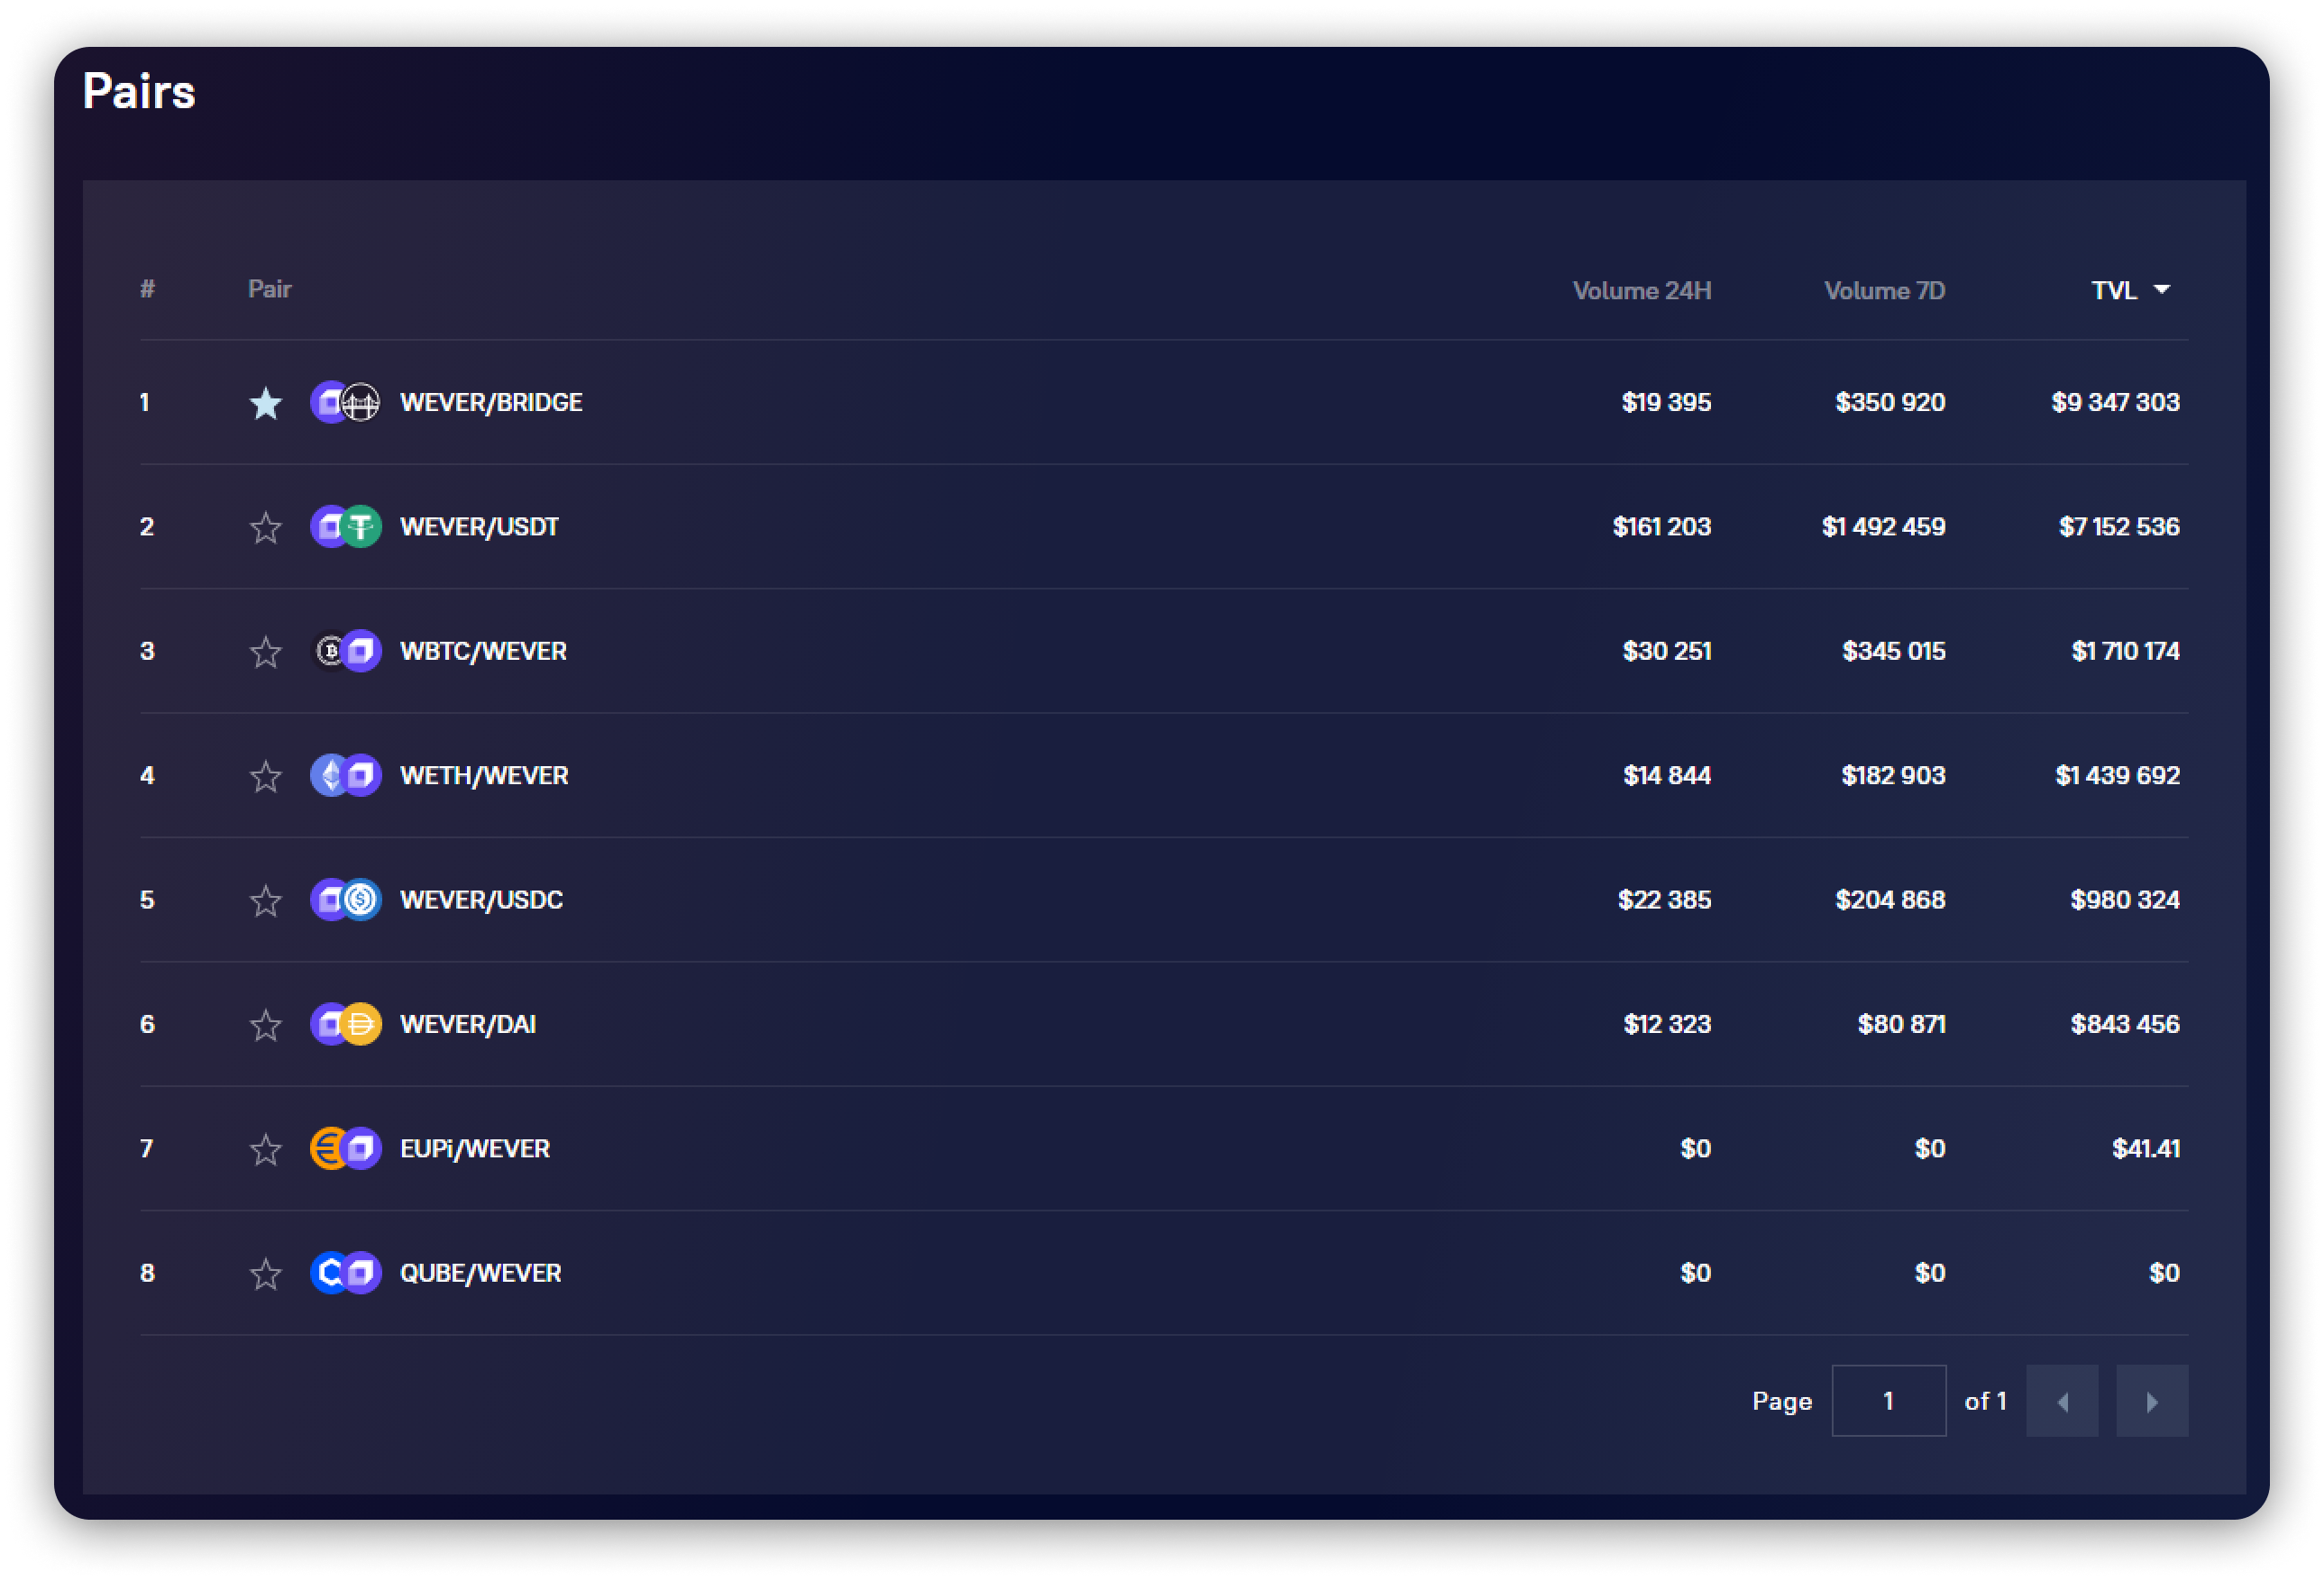 Pairs
# Pair Volume 24H Volume 7D TVL
1 WEVER/BRIDGE $19 395 $350 920 $9 347 303
2 WEVER/USDT $161 203 $1 492 459 $7 152 536
3 WBTC/WEVER $30 251 $345 015 $1 710 174
4 WETH/WEVER $14 844 $182 903 $1 439 692
5 WEVER/USDC $22 385 $204 868 $980 324
6 WEVER/DAI $12 323 $80 871 $843 456
7 EUPi/WEVER $0 $0 $41.41
8 QUBE/WEVER $0 $0 $0
Page 1 of 1